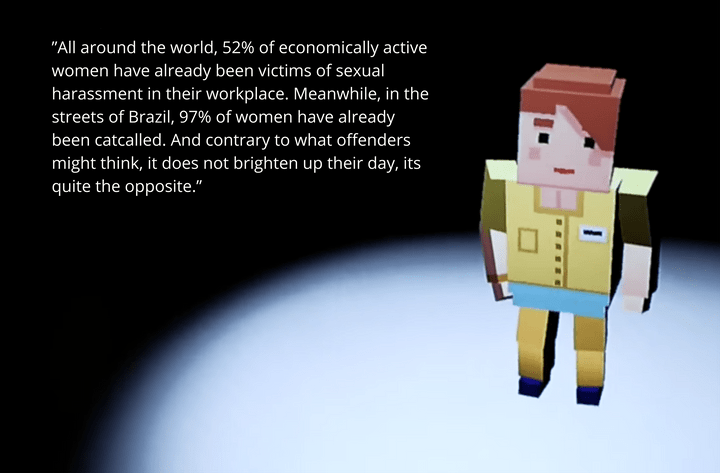 ”All around the world, 52% of economically active
women have already been victims of sexual
harassment in their workplace. Meanwhile, in the
streets of Brazil, 97% of women have already
been catcalled. And contrary to what offenders
might think, it does not brighten up their day, its
quite the opposite.”